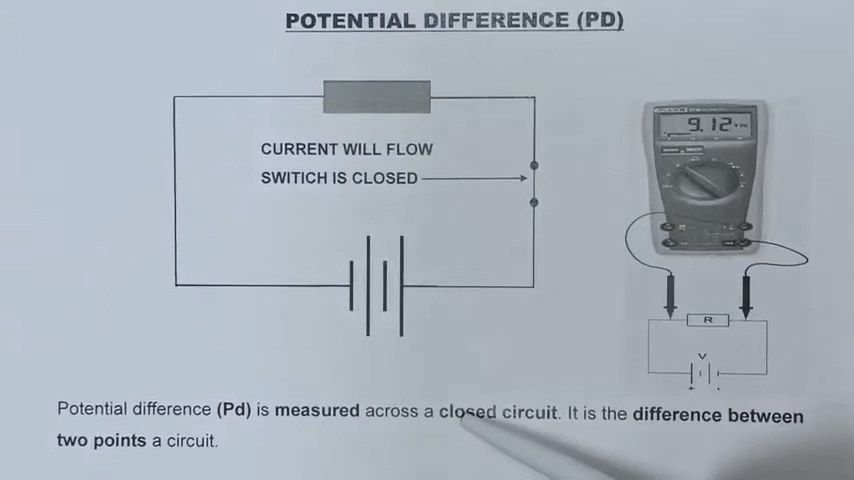 POTENTIAL DIFFERENCE (PD)
CURRENT WILL FLOW
SWITICH IS CLOSED
9.12
R
V
Potential difference (Pd) is measured across a closed circuit. It is the difference between
two points a circuit.